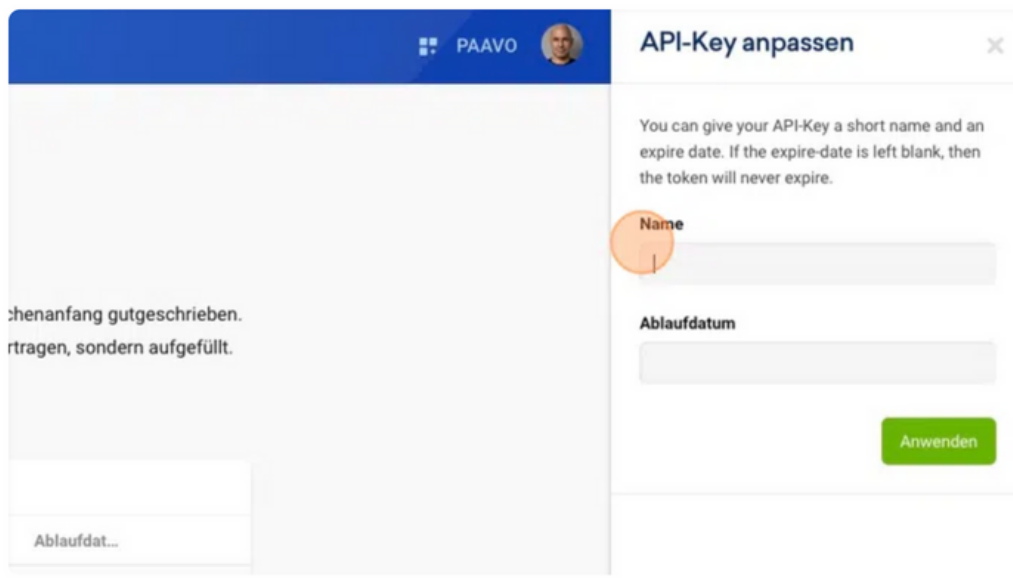 PAAVO
API-Key anpassen
You can give your API-Key a short name and an
expire date. If the expire-date is left blank, then
the token will never expire.
Name
Ablaufdatum
Anwenden
chenanfang gutgeschrieben.
rtragen, sondern aufgefüllt.
Ablaufdat...